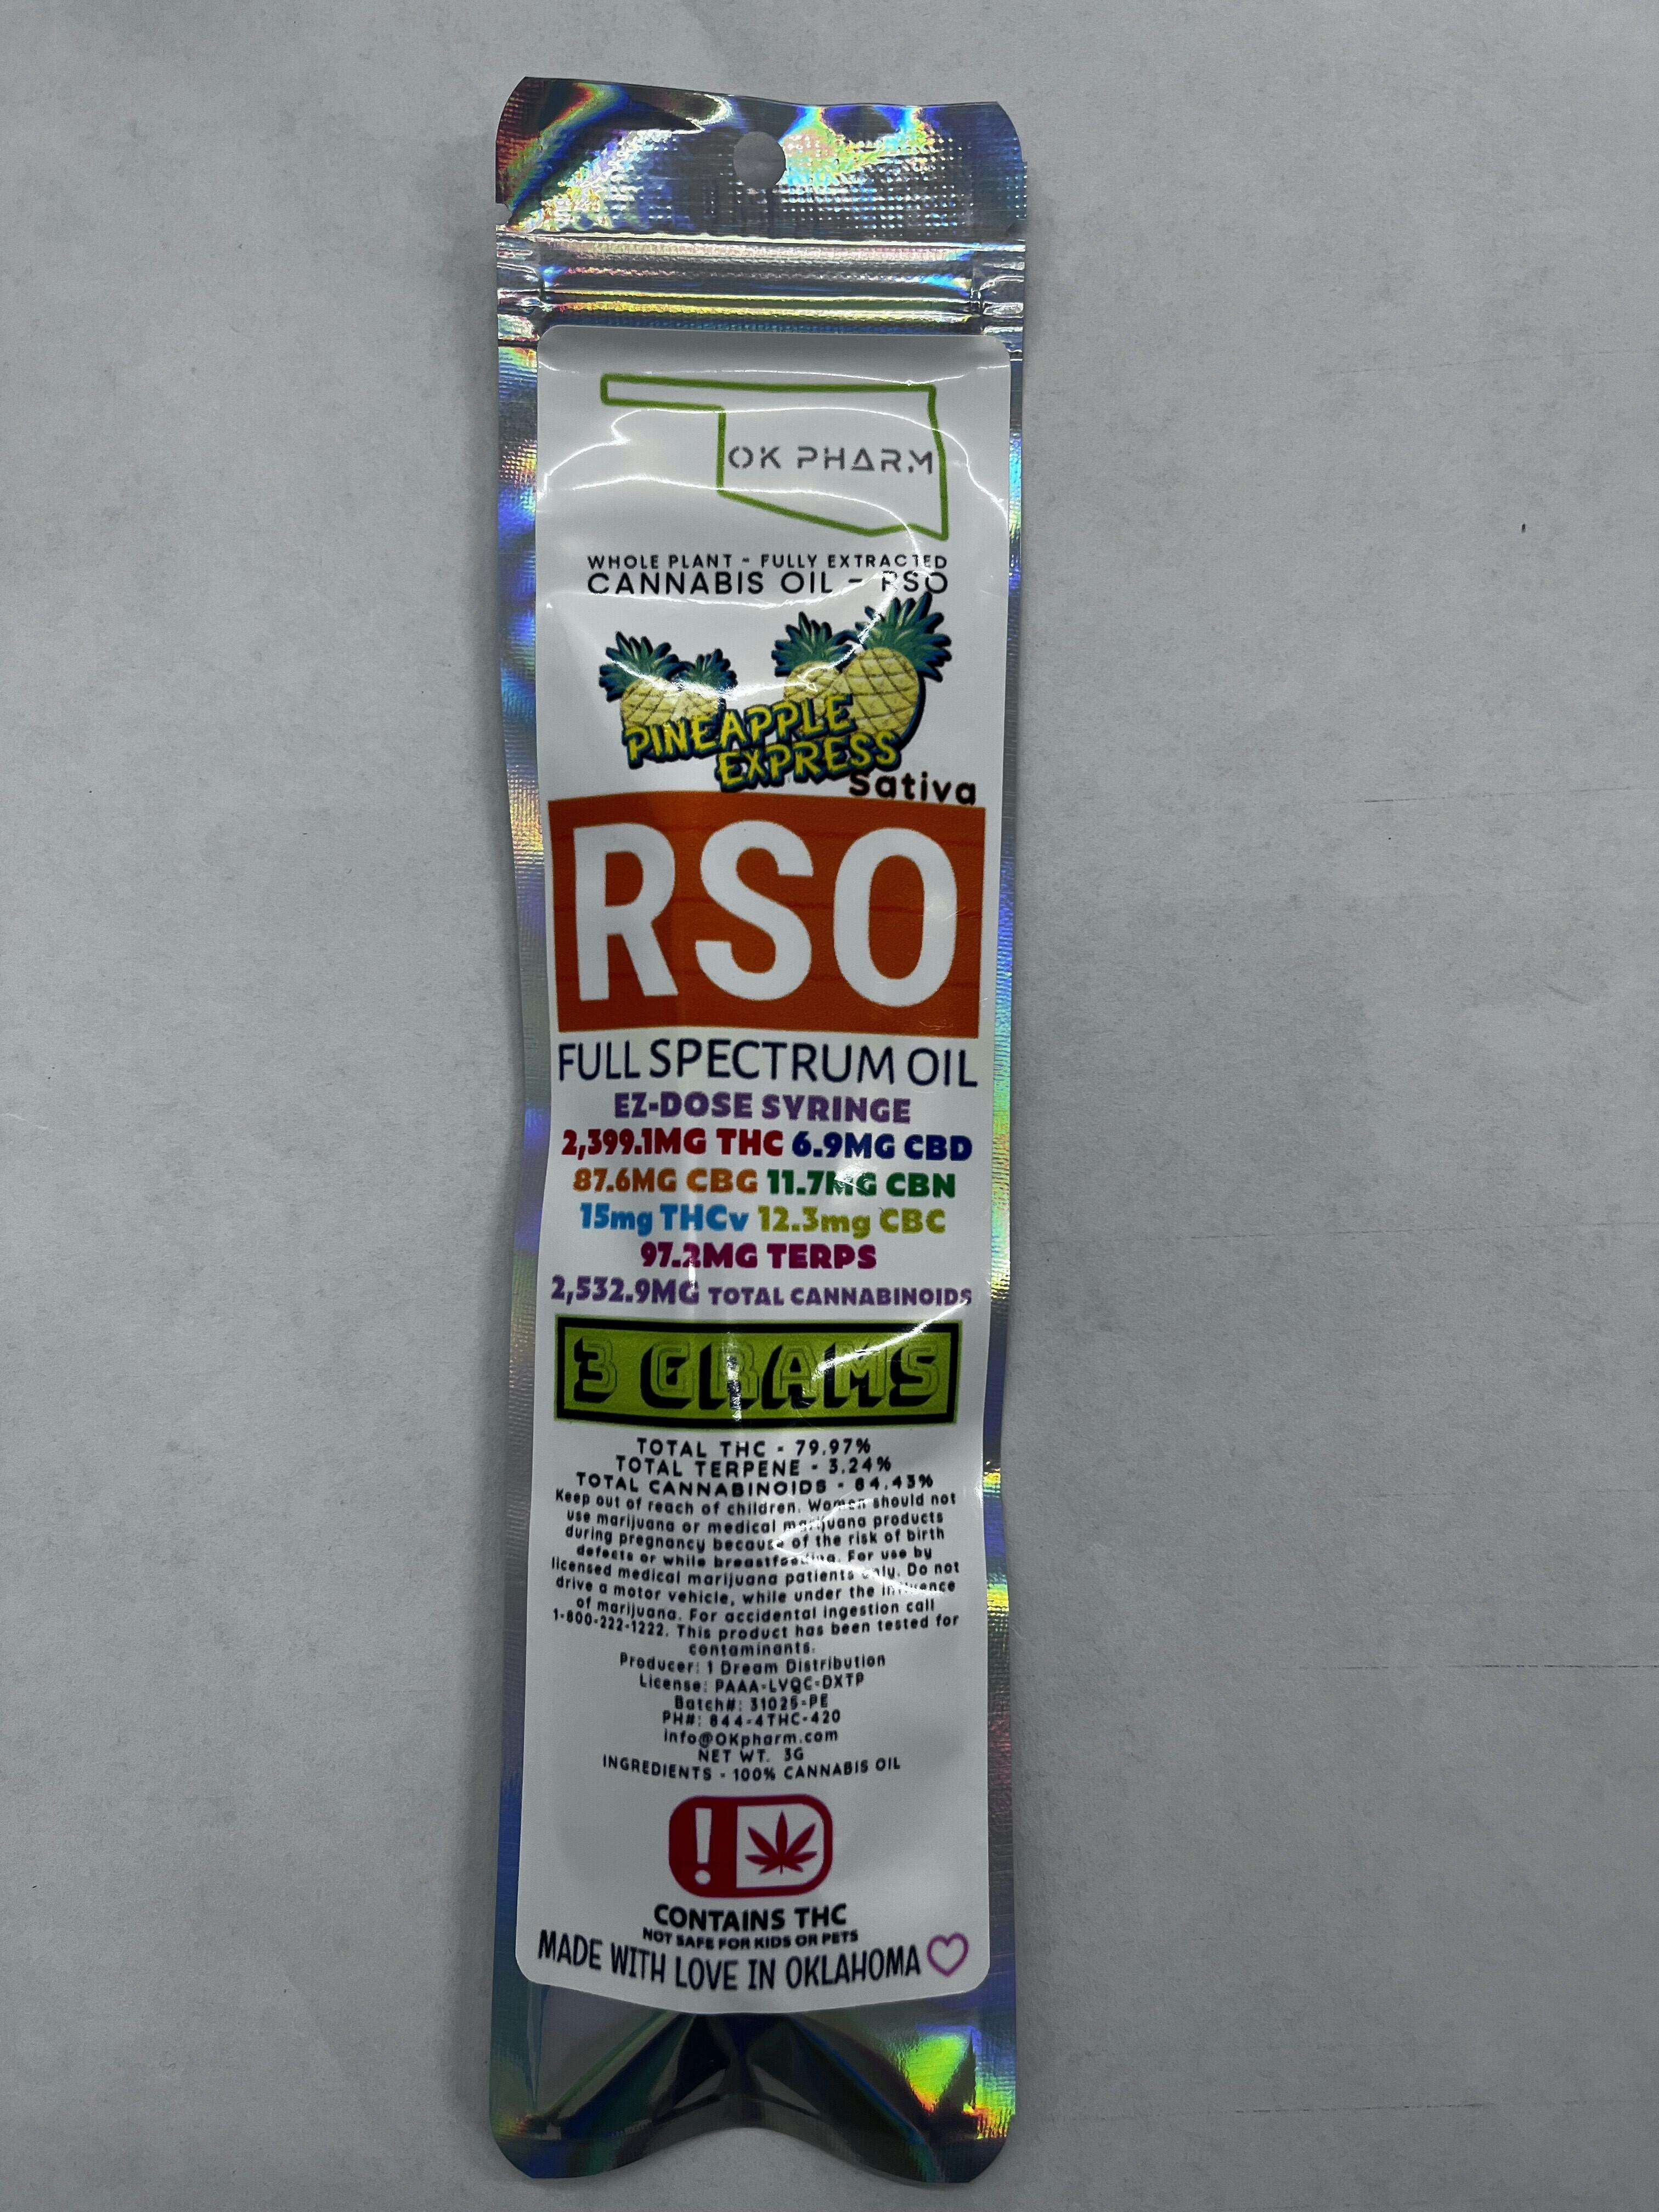 OK PHARM
WHOLE PLANT - FULLY EXTRACTED
CANNABIS OIL - RSO
PINEAPPLE
EXPRESS
Sativa
RSO
FULL SPECTRUM OIL
EZ-DOSE SYRINGE
2,399.1MG THC 6.9MG CBD
87.6MG CBG 11.7MG CBN
15mg THCv 12.3mg CBC
97.2MG TERPS
2,532.9MG TOTAL CANNABINOIDS
3 GRAMS
TOTAL THC - 79.97%
TOTAL TERPENE - 3.24%
TOTAL CANNABINOIDS - 84.43%
Keep out of reach of children. Women should not
use marijuana or medical marijuana products
during pregnancy because of the risk of birth
defects or while breastfeeding. For use by
licensed medical marijuana patients only. Do not
drive a motor vehicle, while under the influence
of marijuana. For accidental ingestion call
1-800-222-1222. This product has been tested for
contaminants.
Producer: 1 Dream Distribution
License: PAAA-LVQC-DXTP
Batch#: 31025-PE
PH#: 844-4THC-420
info@OKpharm.com
NET WT. 3G
INGREDIENTS - 100% CANNABIS OIL
!
CONTAINS THC
NOT SAFE FOR KIDS OR PETS
MADE WITH LOVE IN OKLAHOMA